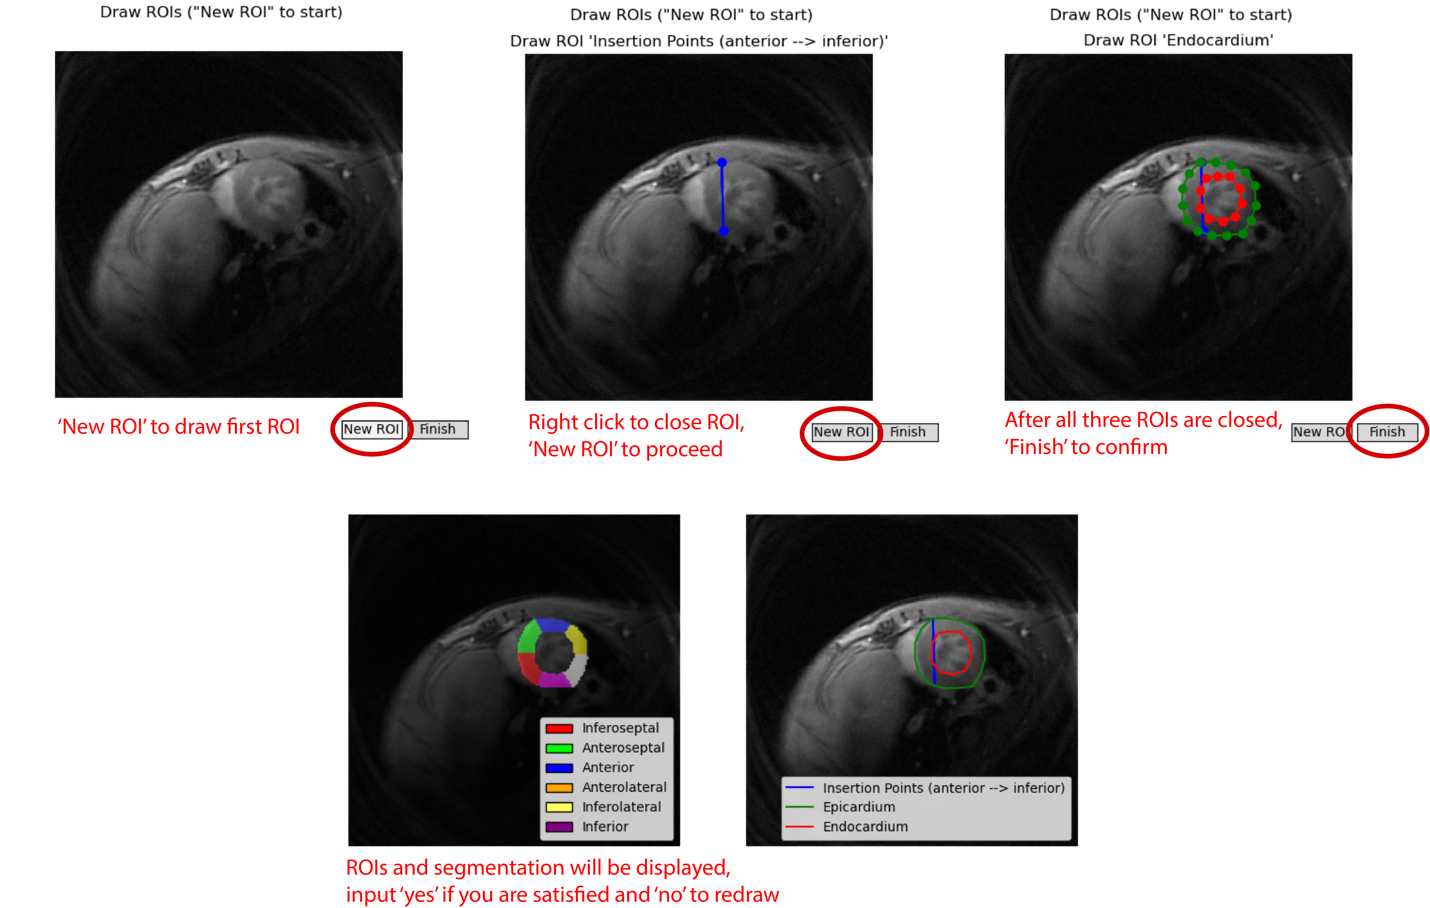 Draw ROIs ("New ROI" to start)
‘New ROI’ to draw first ROI
New ROI
Finish
Draw ROIs ("New ROI" to start)
Draw ROI 'Insertion Points (anterior --> inferior)'
Right click to close ROI,
‘New ROI’ to proceed
New ROI
Finish
Draw ROIs ("New ROI" to start)
Draw ROI 'Endocardium'
After all three ROIs are closed,
‘Finish’ to confirm
New ROI
Finish
Inferoseptal
Anteroseptal
Anterior
Anterolateral
Inferolateral
Inferior
Insertion Points (anterior --> inferior)
Epicardium
Endocardium
ROIs and segmentation will be displayed,
input ‘yes’ if you are satisfied and ‘no’ to redraw